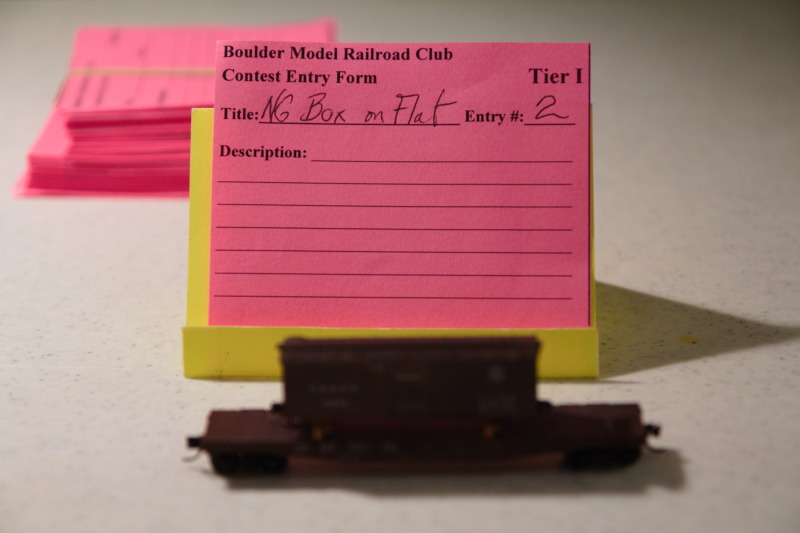 Boulder Model Railroad Club
Contest Entry Form Tier I
Title: NG Box on Flat Entry #: 2
Description: